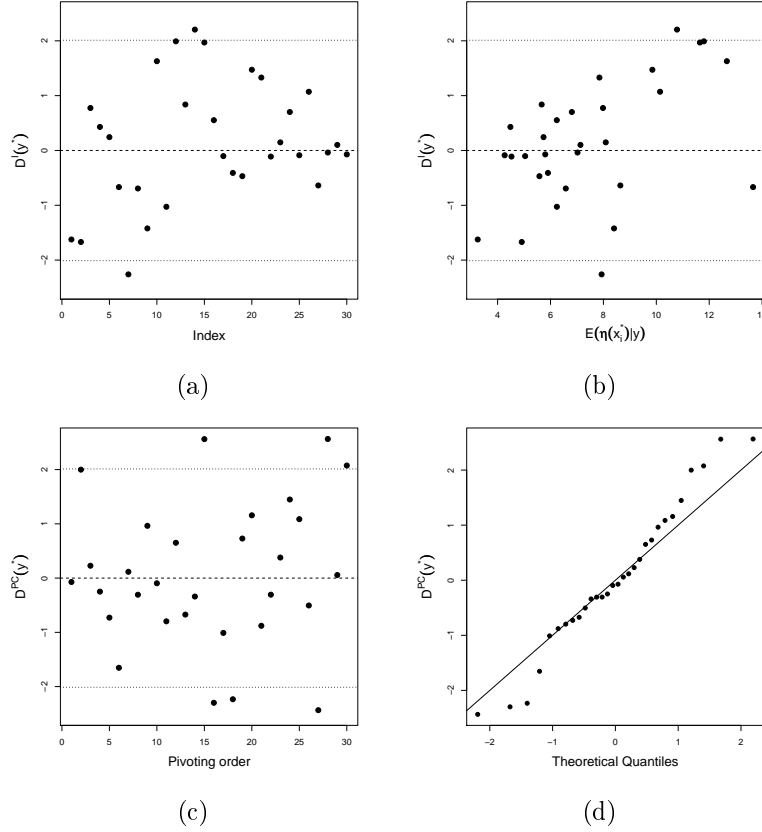 2
1
0
−1
−2
D^I(y*)
0 5 10 15 20 25 30
Index
(a)
2
1
0
−1
−2
D^I(y*)
4 6 8 10 12 14
E(η(x_i^*)|y)
(b)
2
1
0
−1
−2
D^PC(y*)
0 5 10 15 20 25 30
Pivoting order
(c)
2
1
0
−1
−2
D^PC(y*)
−2 −1 0 1 2
Theoretical Quantiles
(d)